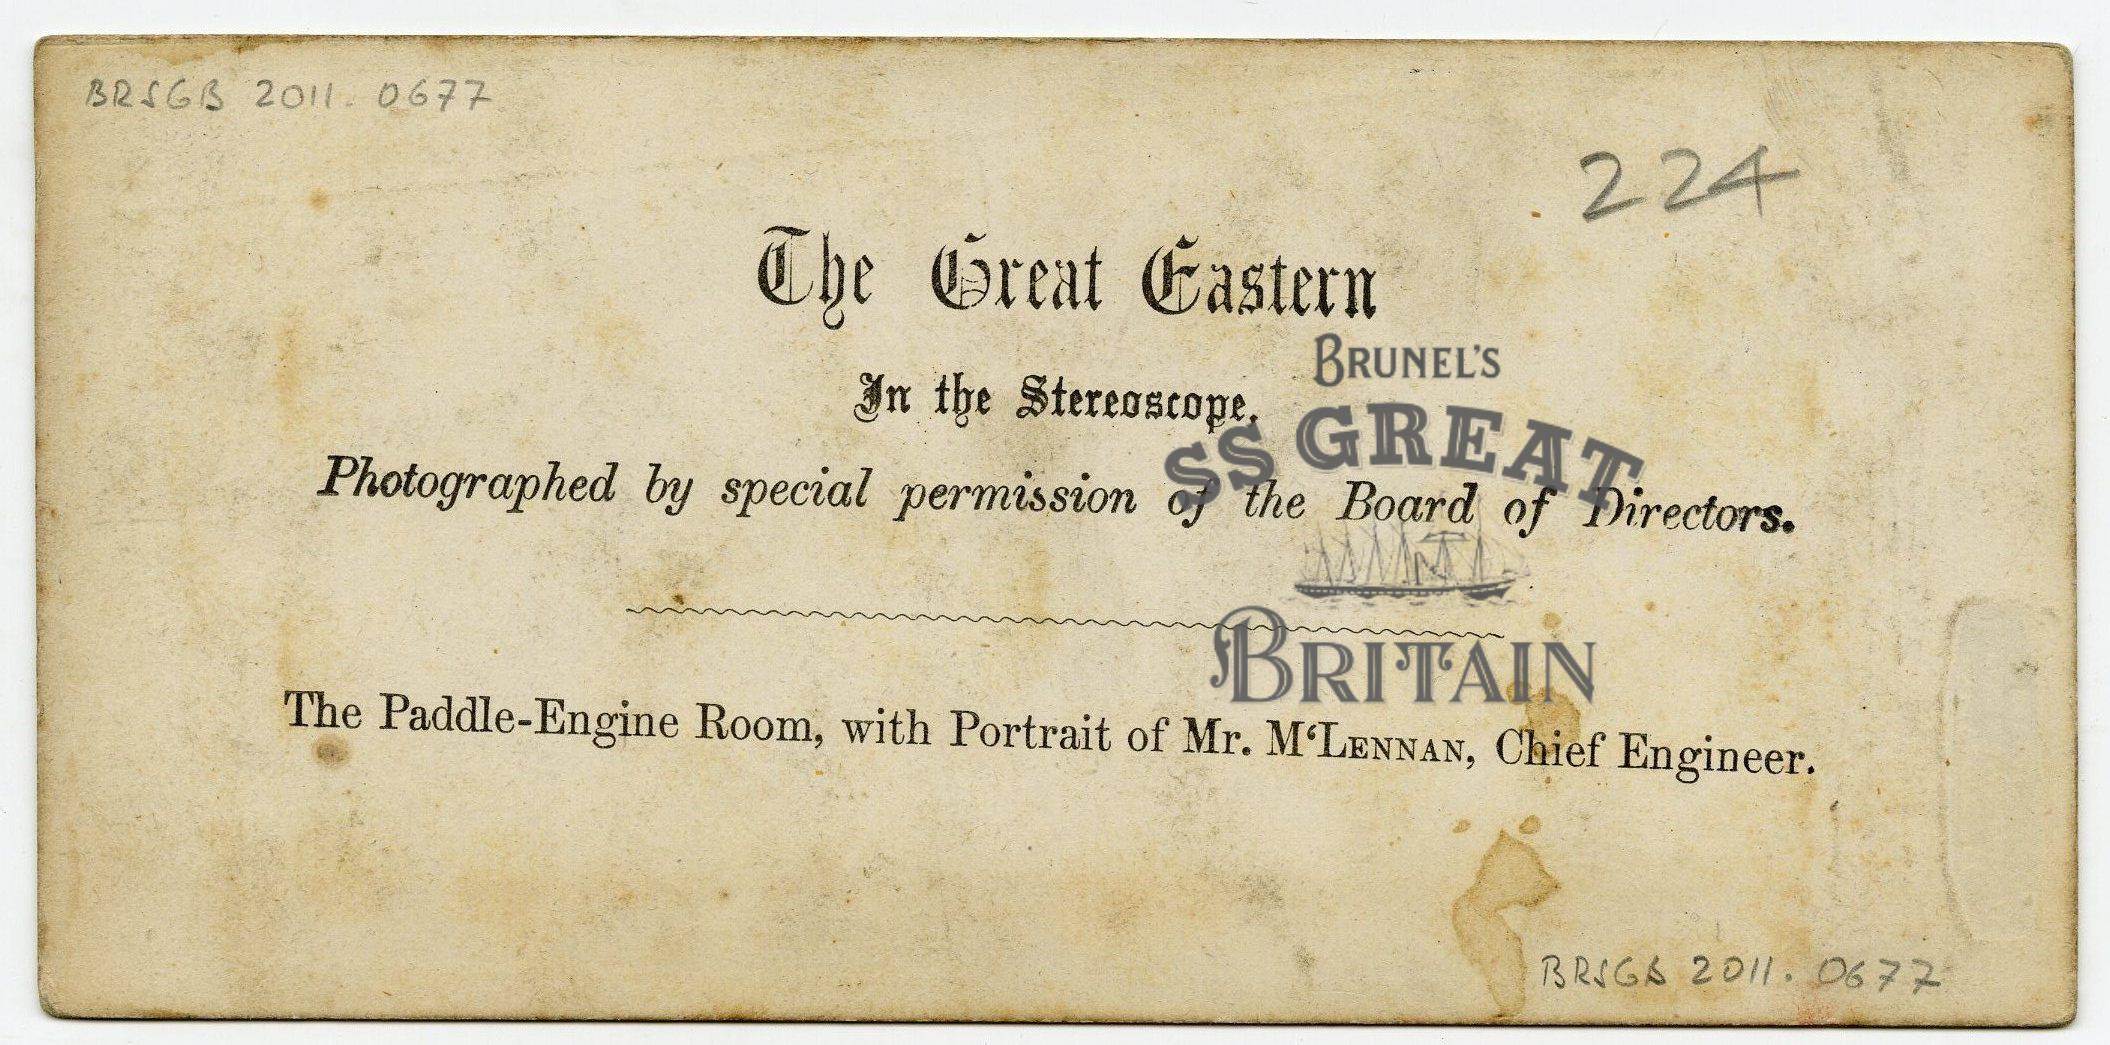 BRSGB 2011. 0677
224
The Great Eastern
In the Stereoscope.
Photographed by special permission of the Board of Directors.
The Paddle-Engine Room, with Portrait of Mr. M‘LENNAN, Chief Engineer.
BRSGB 2011. 0677
BRUNEL'S
SS GREAT
BRITAIN